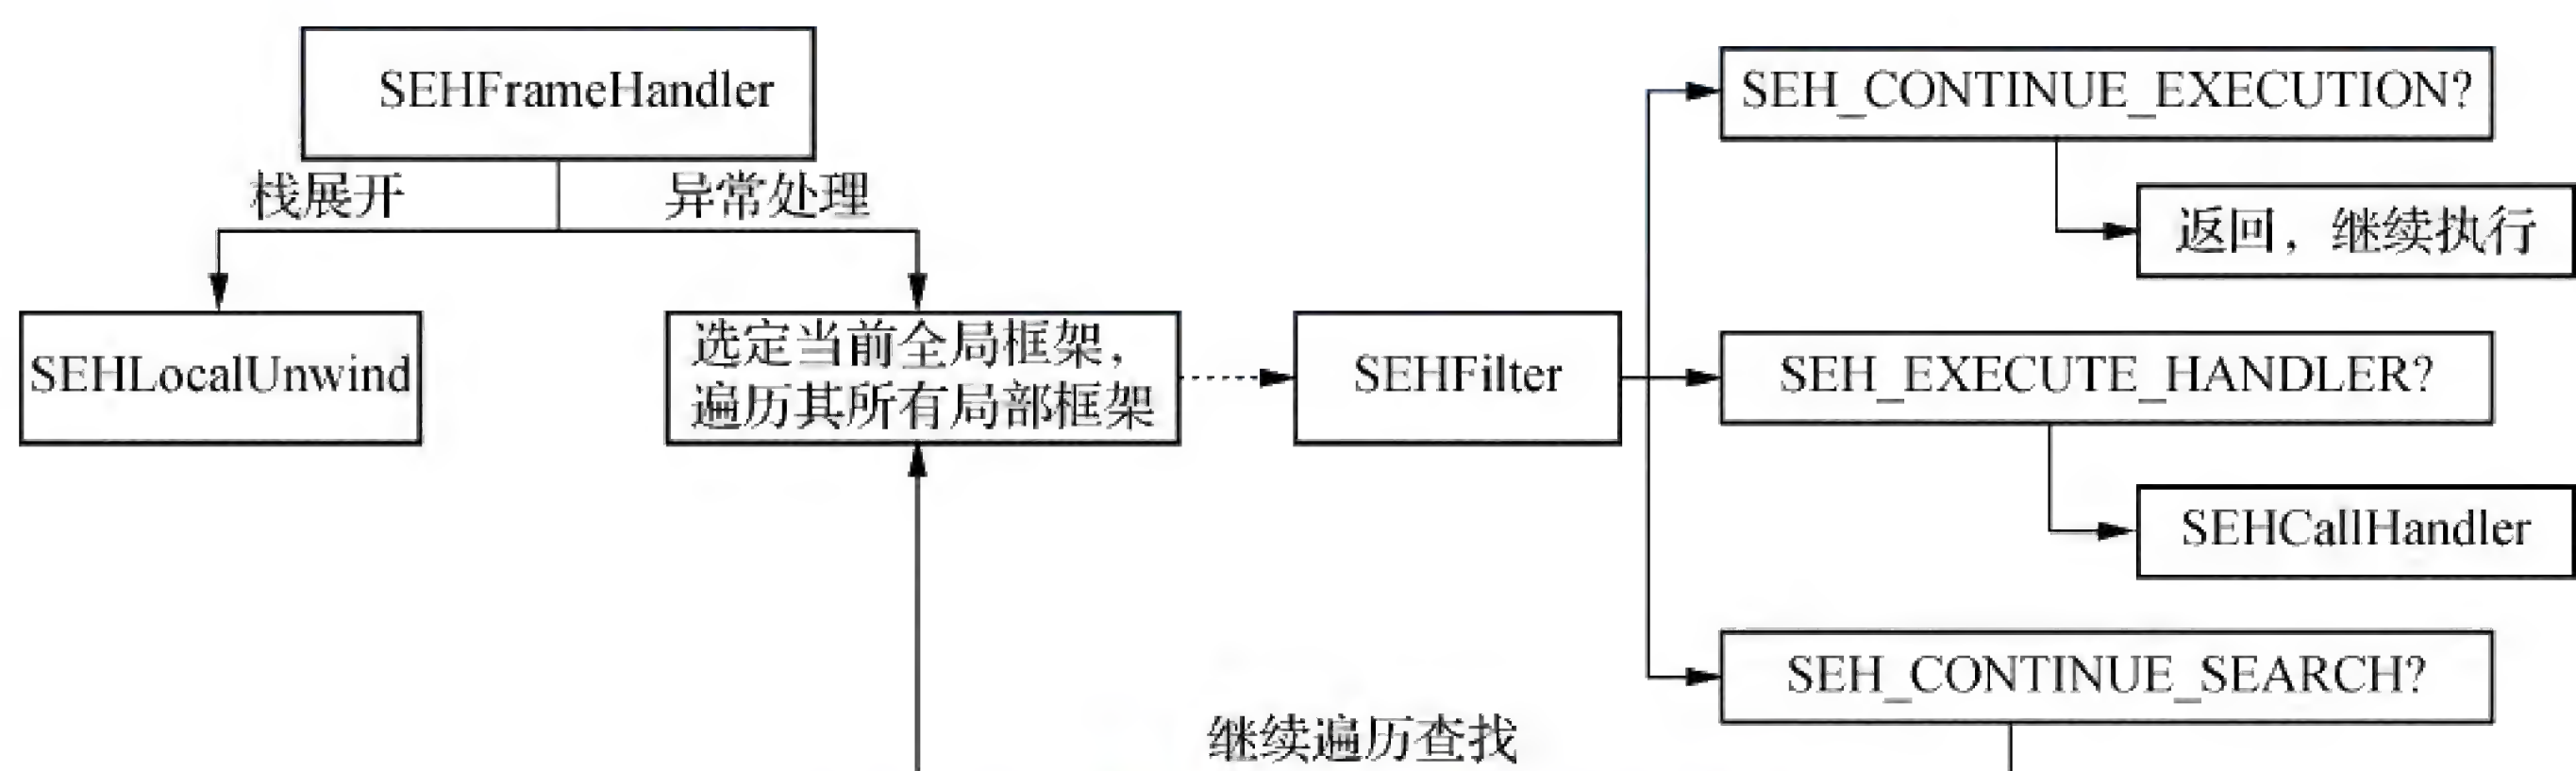 SEHFrameHandler
栈展开
异常处理
SEHLocalUnwind
选定当前全局框架，
遍历其所有局部框架
SEHFilter
SEH_CONTINUE_EXECUTION?
返回，继续执行
SEH_EXECUTE_HANDLER?
SEHCallHandler
SEH_CONTINUE_SEARCH?
继续遍历查找